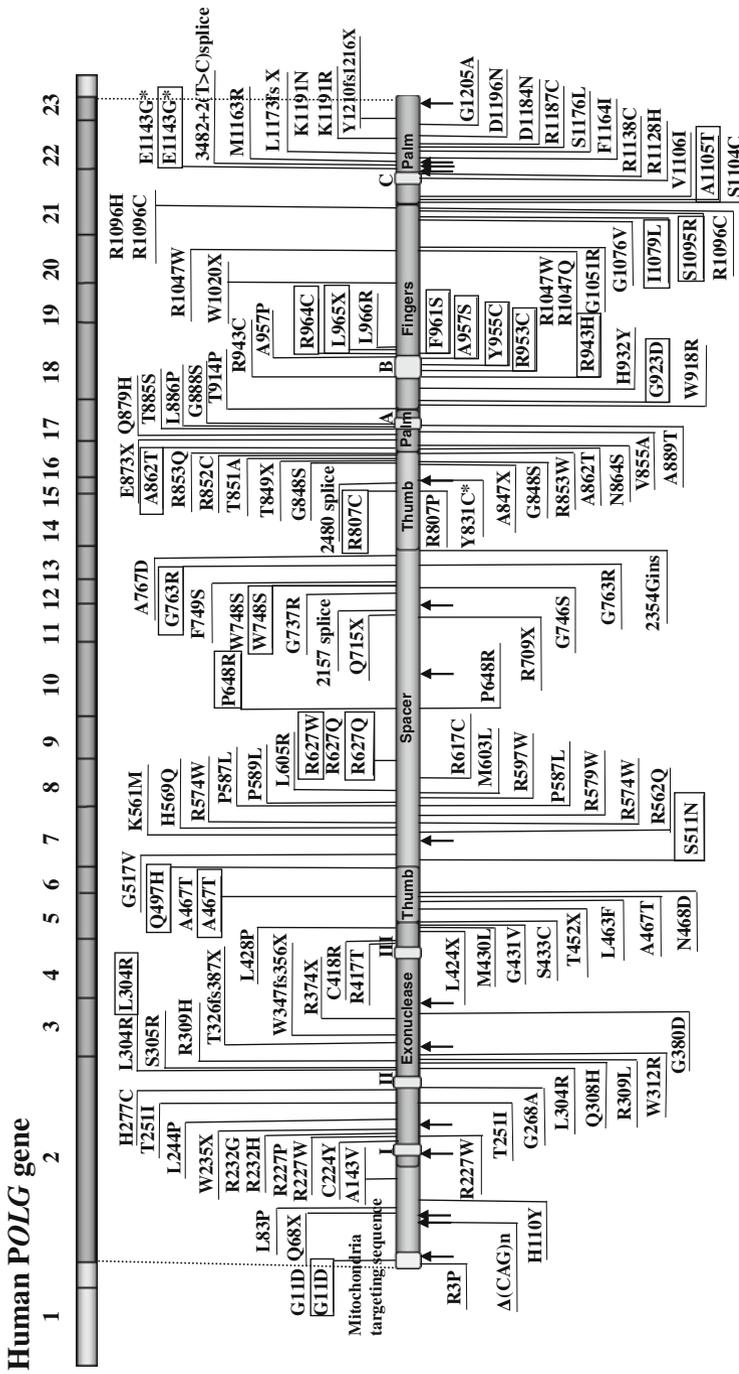 Human POLG gene
1 2 3 4 5 6 7 8 9 10 11 12 13 14 15 16 17 18 19 20 21 22 23
G11D
G11D
Q68X
L83P
Mitochondria
targeting sequence
H277C
T251I
L244P
W235X
R232G
R232H
R227P
R227W
C224Y
A143V
L304R
L304R
S305R
R309H
T326fs387X
W347fs356X
R374X
C418R
R417T
L428P
G517V
Q497H
A467T
A467T
K561M
H569Q
R574W
P587L
P589L
L605R
R627W
R627Q
R627Q
P648R
A767D
G763R
F749S
W748S
W748S
G737R
2157 splice
Q715X
E873X
A862T
R853Q
R852C
T851A
T849X
G848S
2480 splice
R807C
Q879H
T885S
L886P
G888S
T914P
R943C
A957P
R964C
L965X
L966R
R1047W
W1020X
R1096H
R1096C
E1143G*
E1143G*
3482+2(T>C)splice
M1163R
L1173fs X
K1191N
K1191R
Y1210fs1216X
I II Exonuclease III Thumb Spacer Thumb Palm A B Fingers C Palm
R3P
Δ(CAG)n
H110Y
R227W
T251I
G268A
L304R
Q308H
R309L
W312R
G380D
L424X
M430L
G431V
S433C
T452X
L463F
A467T
N468D
S511N
R617C
M603L
R597W
P587L
R579W
R574W
R562Q
P648R
R709X
G746S
G763R
2354Gins
R807P
Y831C*
A847X
G848S
R853W
A862T
N864S
V855A
A889T
F961S
A957S
Y955C
R953C
R943H
H932Y
G923D
W918R
R1047W
R1047Q
G1051R
G1076V
I1079L
S1095R
R1096C
G1205A
D1196N
D1184N
R1187C
S1176L
F1164I
R1138C
R1128H
V1106I
A1105T
S1104C